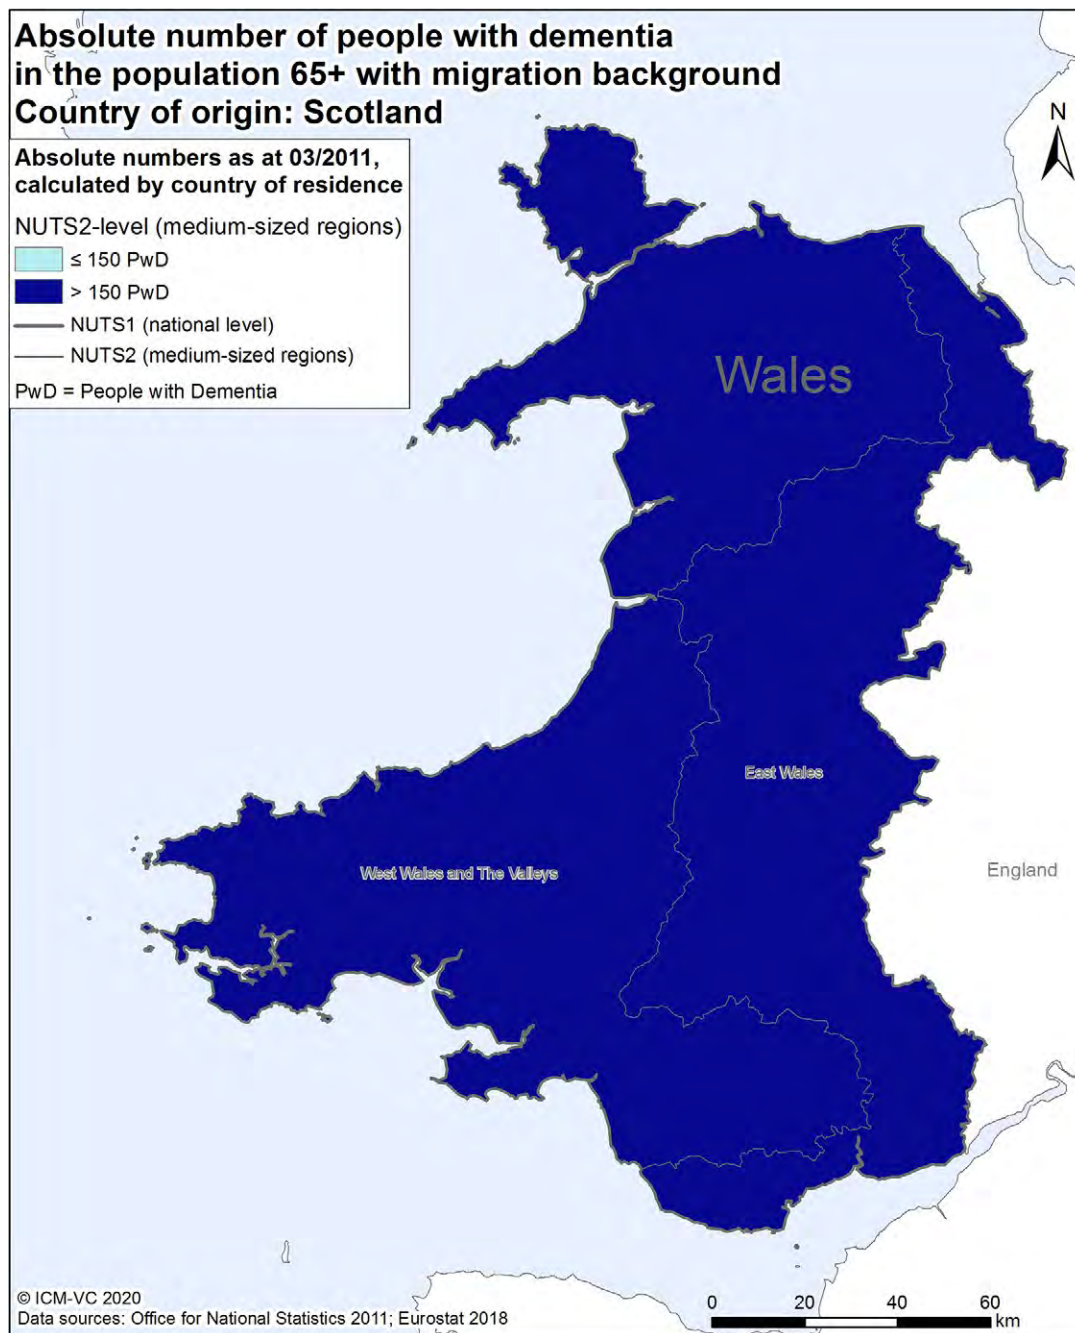 Absolute number of people with dementia
in the population 65+ with migration background
Country of origin: Scotland
Absolute numbers as at 03/2011,
calculated by country of residence
NUTS2-level (medium-sized regions)
≤ 150 PwD
> 150 PwD
NUTS1 (national level)
NUTS2 (medium-sized regions)
PwD = People with Dementia
N
Wales
East Wales
West Wales and The Valleys
England
© ICM-VC 2020
Data sources: Office for National Statistics 2011; Eurostat 2018
0 20 40 60
km